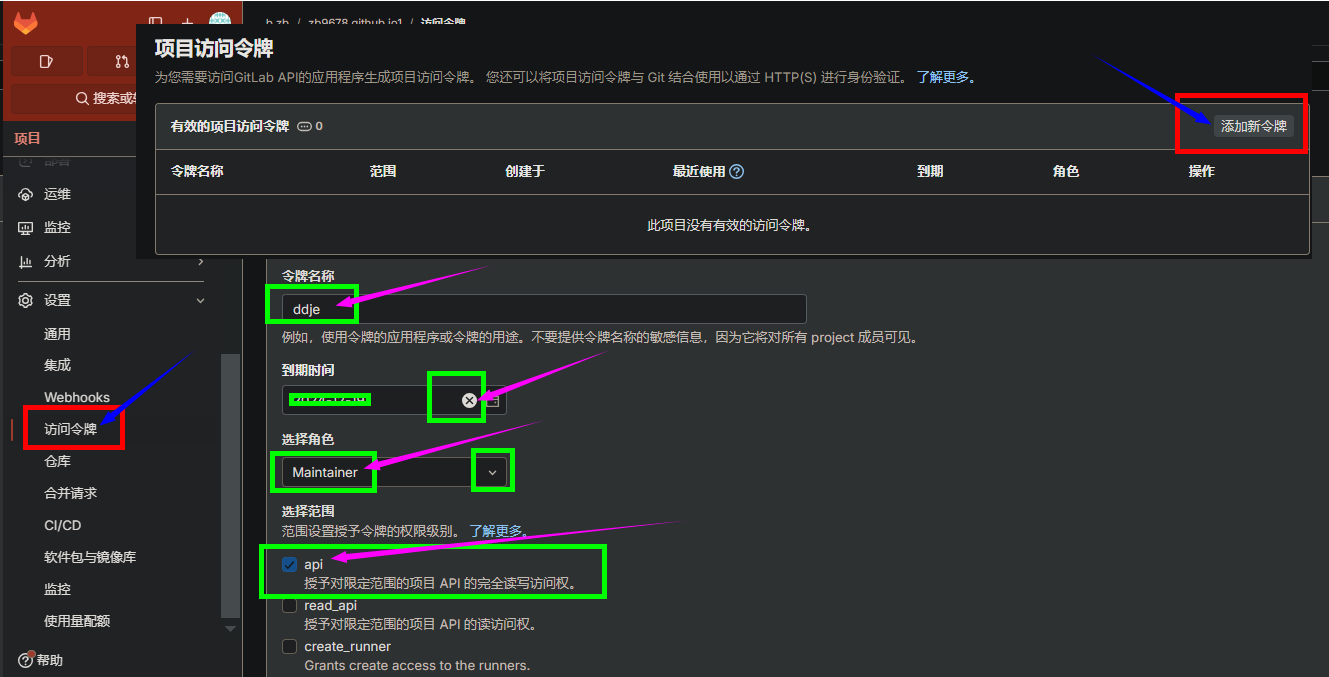 h zh / zh9678.github.io1 / 访问令牌
项目访问令牌
为您需要访问GitLab API的应用程序生成项目访问令牌。 您还可以将项目访问令牌与 Git 结合使用以通过 HTTP(S) 进行身份验证。 了解更多。
搜索或
有效的项目访问令牌 0
添加新令牌
令牌名称 范围 创建于 最近使用 到期 角色 操作
此项目没有有效的访问令牌。
项目
部署
运维
监控
分析
设置
通用
集成
Webhooks
访问令牌
仓库
合并请求
CI/CD
软件包与镜像库
监控
使用量配额
帮助
令牌名称
ddje
例如，使用令牌的应用程序或令牌的用途。不要提供令牌名称的敏感信息，因为它将对所有 project 成员可见。
到期时间
选择角色
Maintainer
选择范围
范围设置授予令牌的权限级别。 了解更多。
api
授予对限定范围的项目 API 的完全读写访问权。
read_api
授予对限定范围的项目 API 的读访问权。
create_runner
Grants create access to the runners.